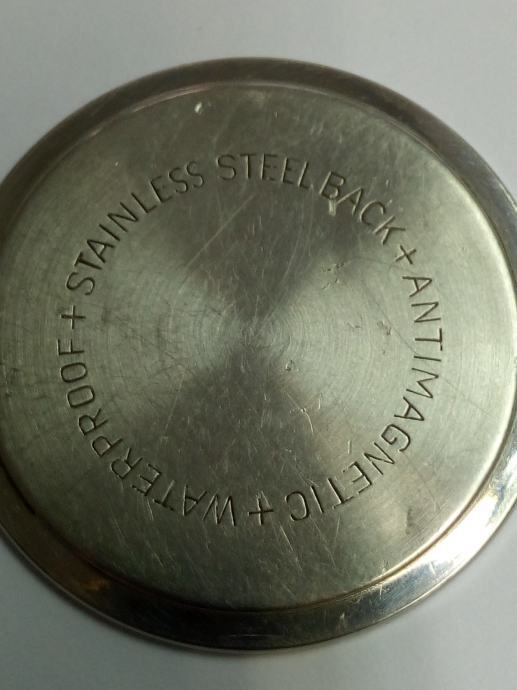 STAINLESS STEEL BACK + ANTIMAGNETIC + WATERPROOF +